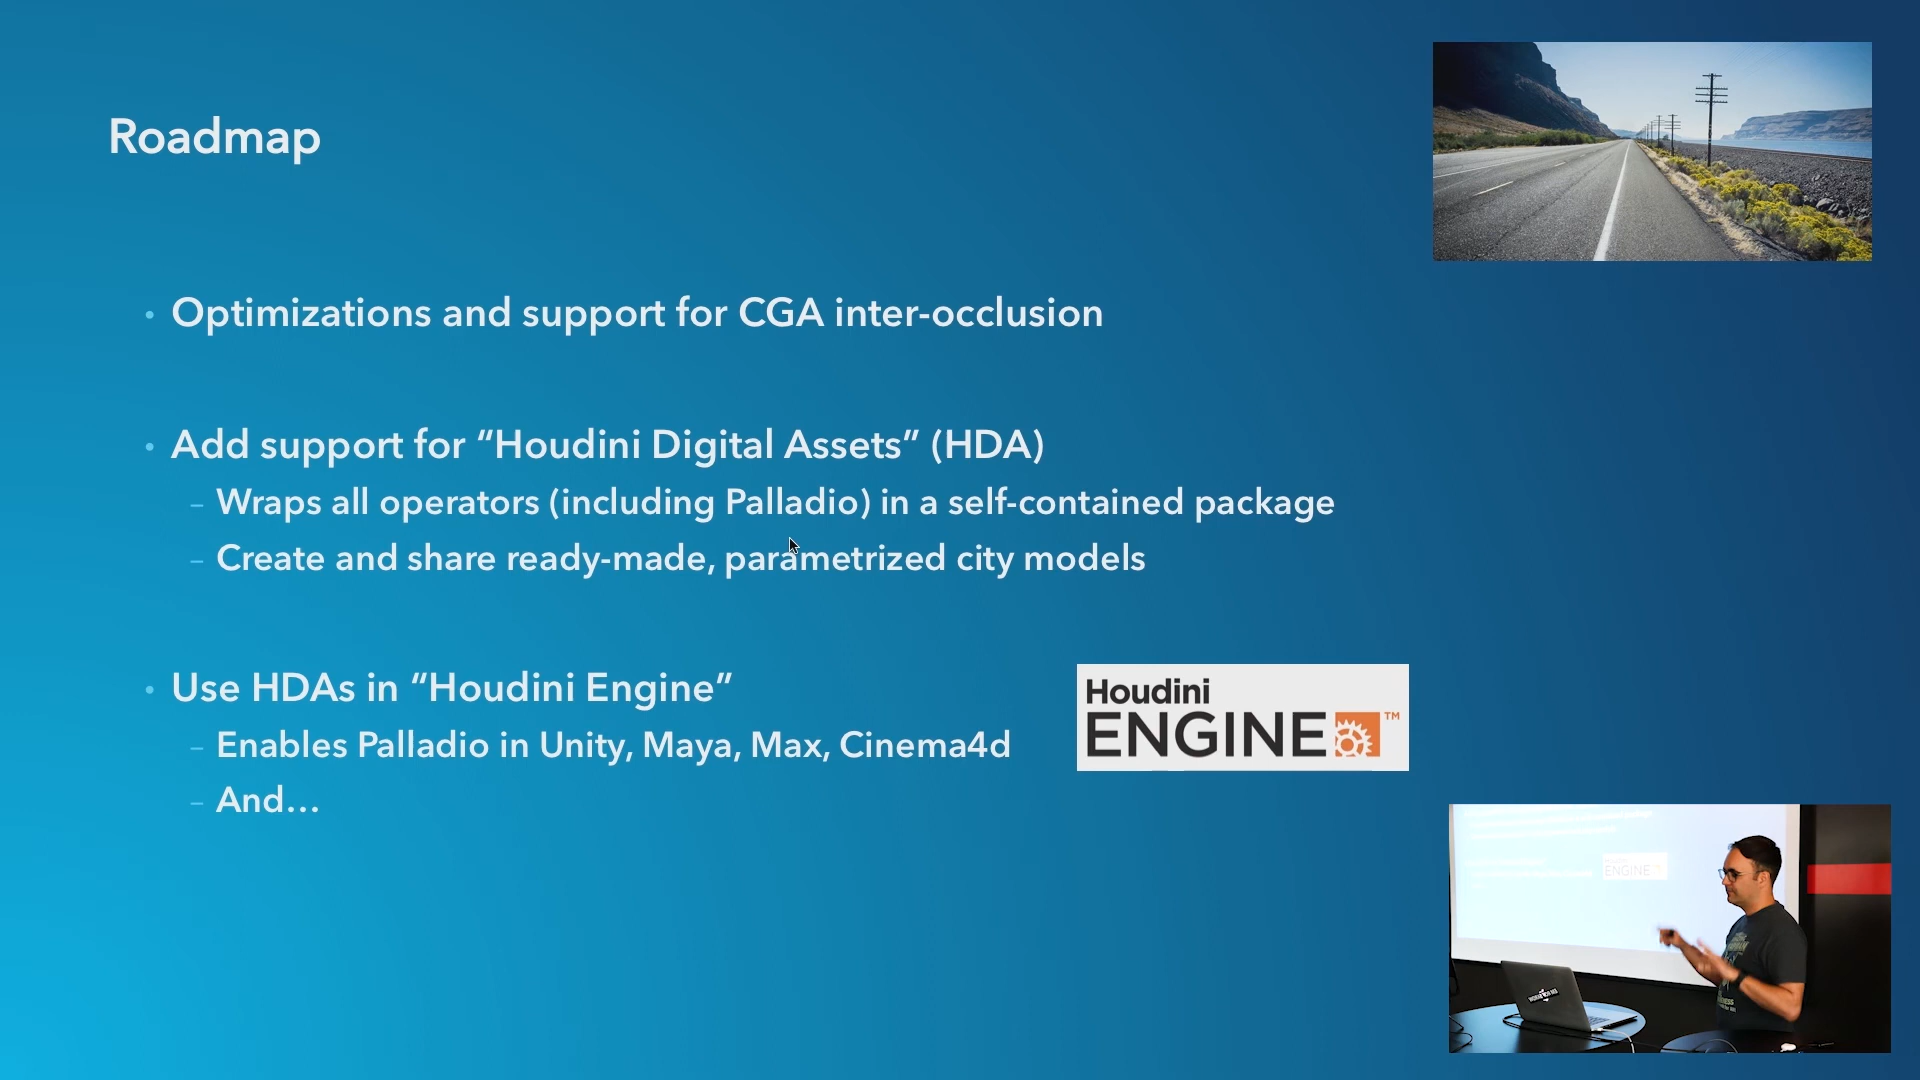 Roadmap
• Optimizations and support for CGA inter-occlusion
• Add support for “Houdini Digital Assets” (HDA)
– Wraps all operators (including Palladio) in a self-contained package
– Create and share ready-made, parametrized city models
• Use HDAs in “Houdini Engine”
– Enables Palladio in Unity, Maya, Max, Cinema4d
– And…
Houdini
ENGINE™
ENGINE